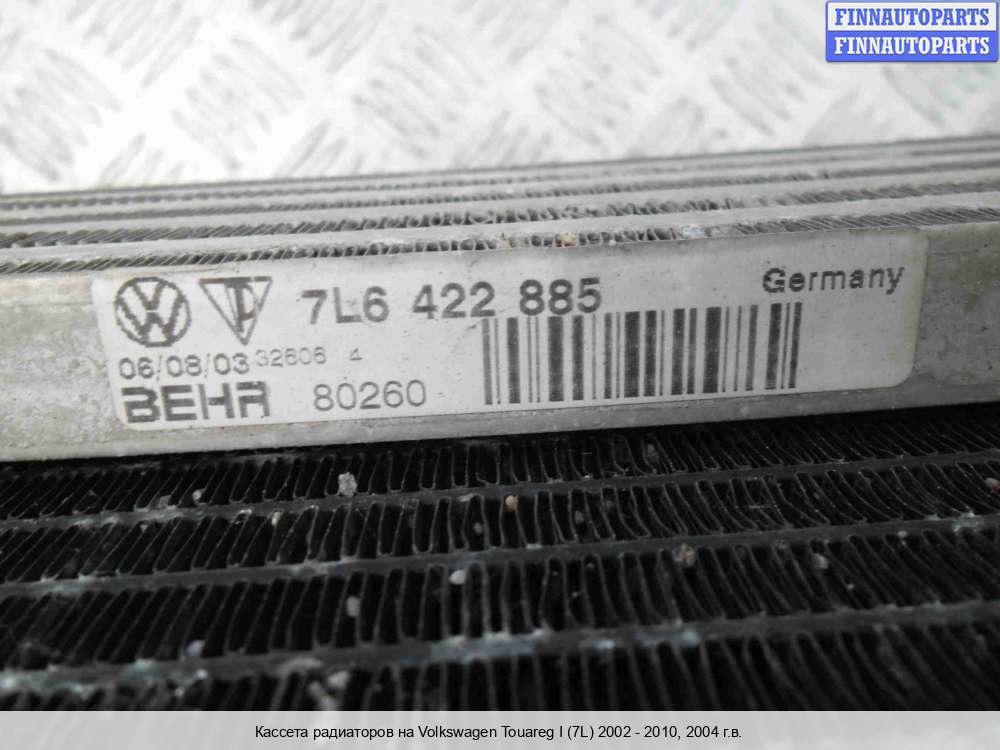 FINNAUTOPARTS
FINNAUTOPARTS
7L6 422 885
Germany
06/08/03 32606 4
BEHR 80260
Кассета радиаторов на Volkswagen Touareg I (7L) 2002 - 2010, 2004 г.в.